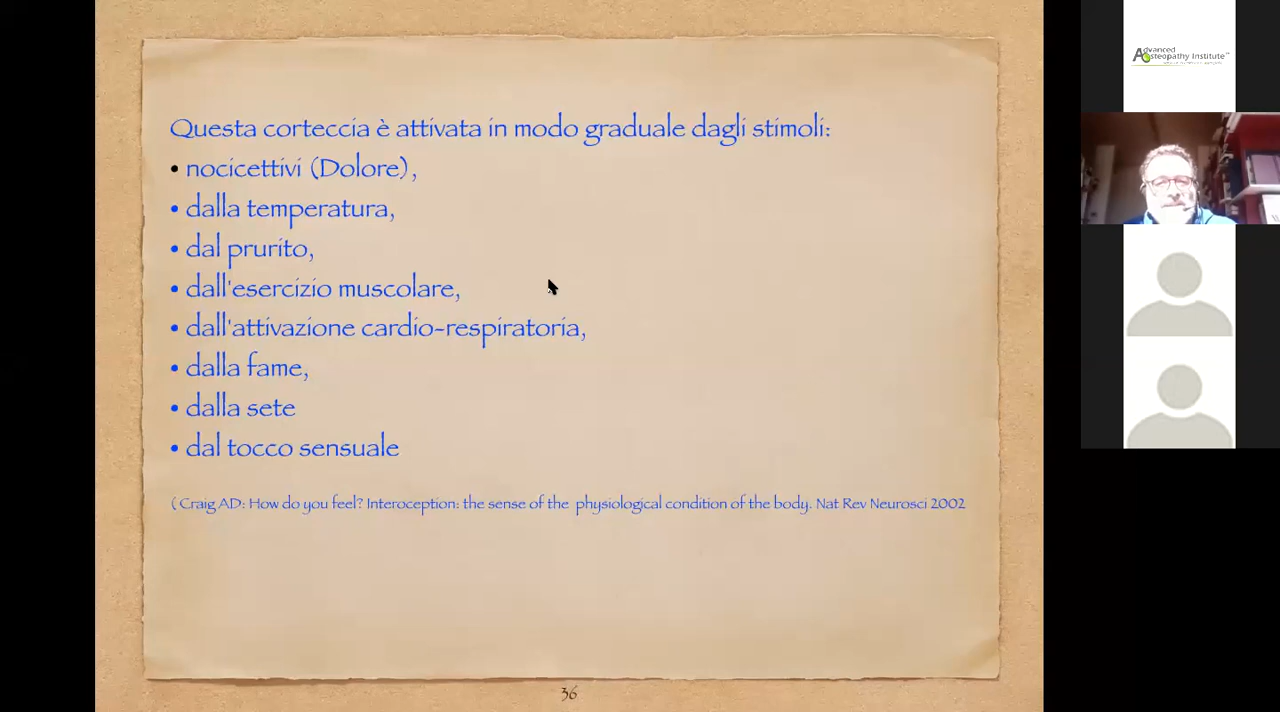 Questa corteccia è attivata in modo graduale dagli stimoli:
• nocicettivi (Dolore),
• dalla temperatura,
• dal prurito,
• dall'esercizio muscolare,
• dall'attivazione cardio-respiratoria,
• dalla fame,
• dalla sete
• dal tocco sensuale
( Craig AD: How do you feel? Interoception: the sense of the physiological condition of the body. Nat Rev Neurosci 2002
36
Advanced
Osteopathy Institute™